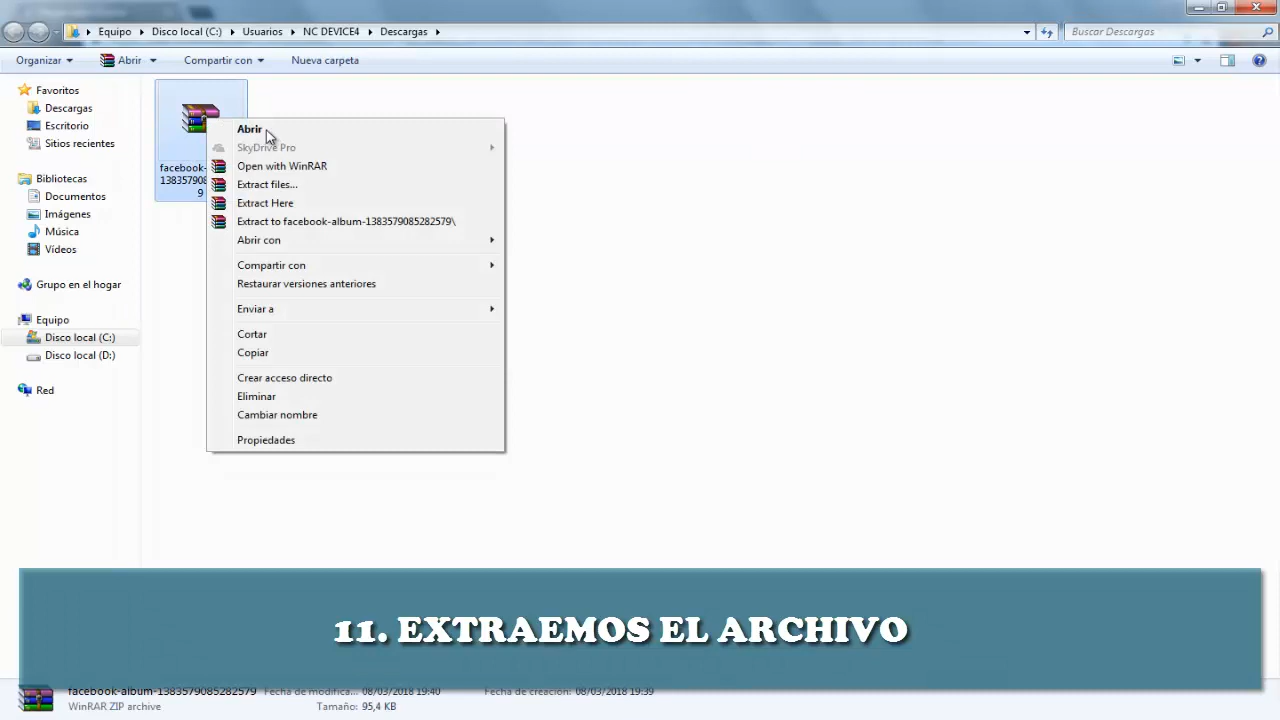 Equipo
Disco local (C:)
Usuarios
NC DEVICE4
Descargas
Buscar Descargas
Organizar
Abrir
Compartir con
Nueva carpeta
Favoritos
Descargas
Escritorio
Sitios recientes
Bibliotecas
Documentos
Imágenes
Música
Vídeos
Grupo en el hogar
Equipo
Disco local (C:)
Disco local (D:)
Red
facebook-
13835790
9
Abrir
SkyDrive Pro
Open with WinRAR
Extract files...
Extract Here
Extract to facebook-album-1383579085282579\
Abrir con
Compartir con
Restaurar versiones anteriores
Enviar a
Cortar
Copiar
Crear acceso directo
Eliminar
Cambiar nombre
Propiedades
11. EXTRAEMOS EL ARCHIVO
facebook-album-1383579085282579 Fecha de modifica... 08/03/2018 19:40 Fecha de creación: 08/03/2018 19:39
WinRAR ZIP archive Tamaño: 95,4 KB